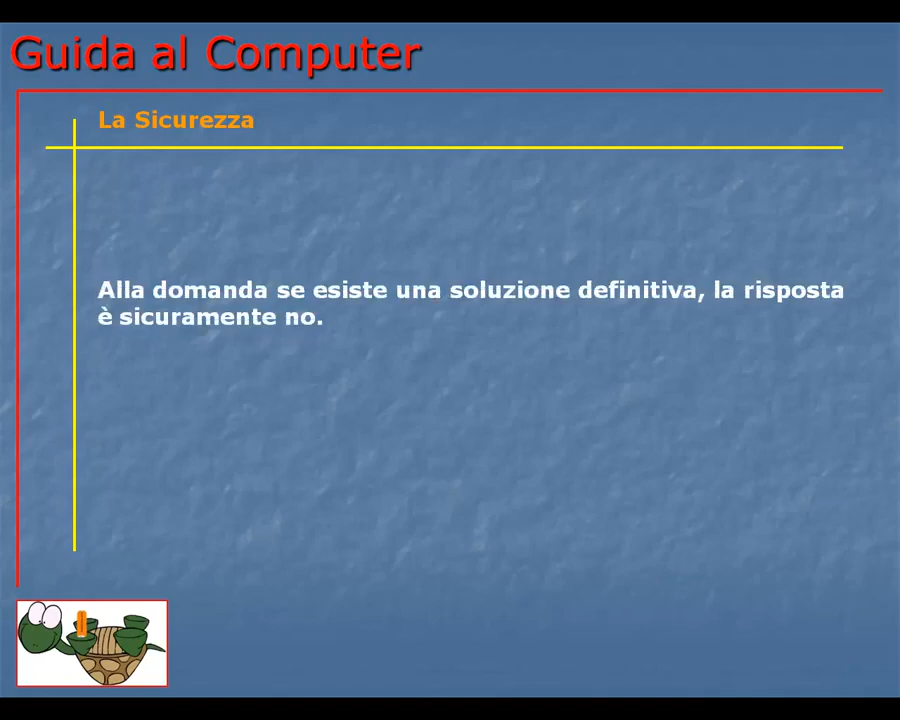 Guida al Computer
La Sicurezza
Alla domanda se esiste una soluzione definitiva, la risposta
è sicuramente no.